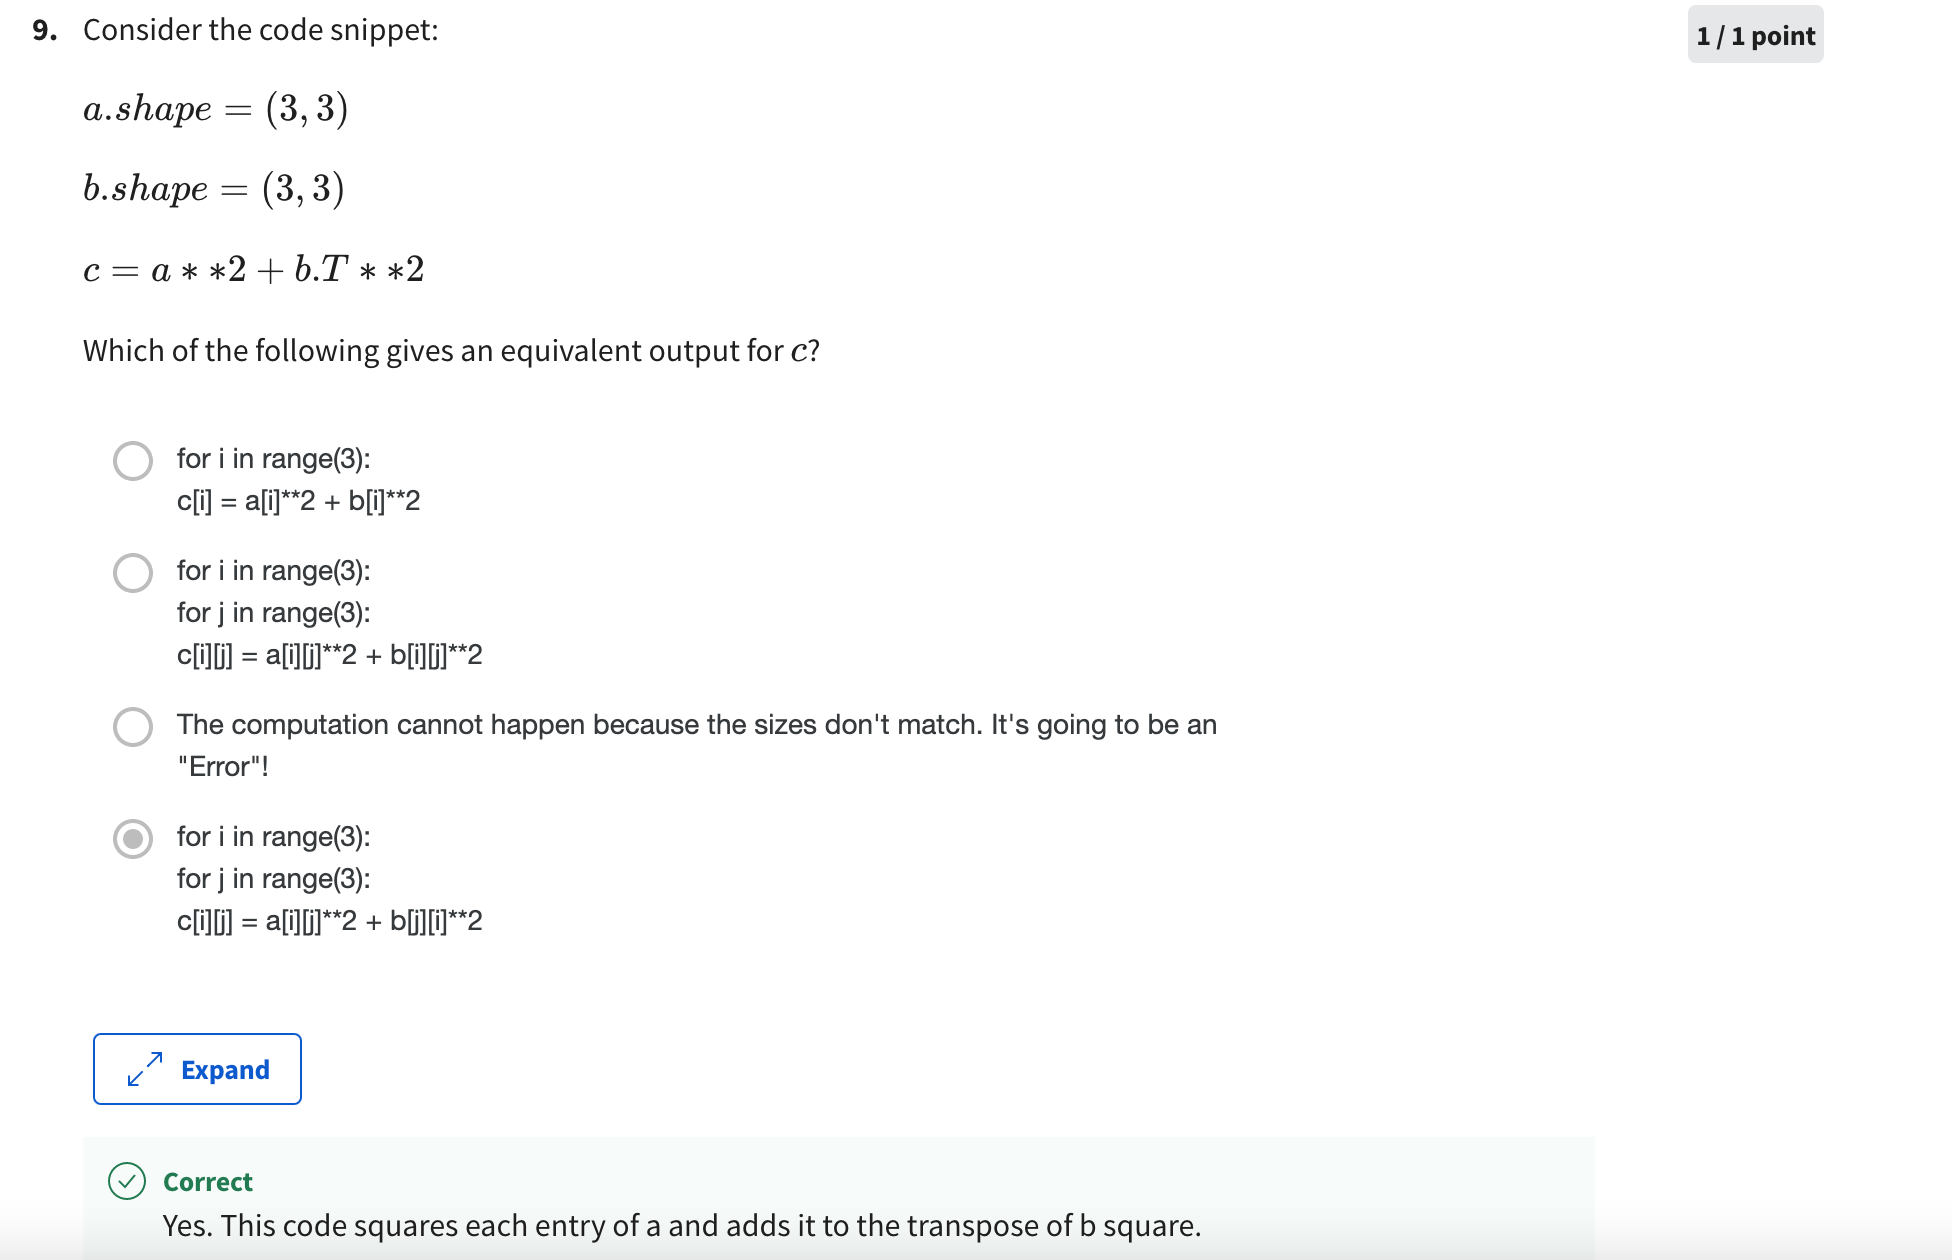 9. Consider the code snippet:
1 / 1 point
a.shape = (3, 3)
b.shape = (3, 3)
c = a ∗ ∗2 + b.T ∗ ∗2
Which of the following gives an equivalent output for c?
for i in range(3):
c[i] = a[i]**2 + b[i]**2
for i in range(3):
for j in range(3):
c[i][j] = a[i][j]**2 + b[i][j]**2
The computation cannot happen because the sizes don't match. It's going to be an
"Error"!
for i in range(3):
for j in range(3):
c[i][j] = a[i][j]**2 + b[j][i]**2
Expand
Correct
Yes. This code squares each entry of a and adds it to the transpose of b square.